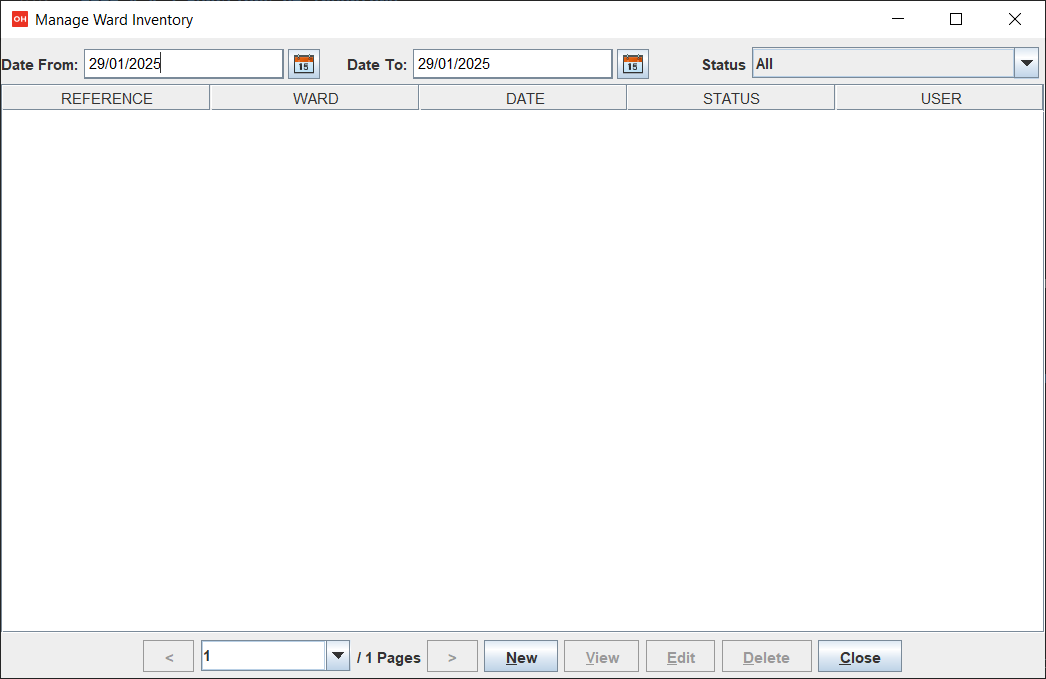 OH Manage Ward Inventory
Date From: 29/01/2025 15 Date To: 29/01/2025 15 Status All
REFERENCE WARD DATE STATUS USER
< 1 / 1 Pages > New View Edit Delete Close